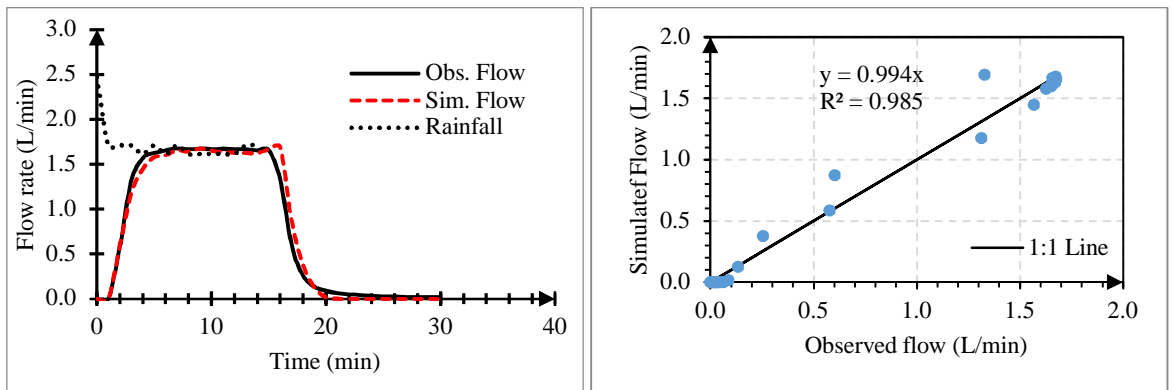 3.0
2.5
2.0
1.5
1.0
0.5
0.0
Flow rate (L/min)
Obs. Flow
Sim. Flow
Rainfall
0 10 20 30 40
Time (min)
2.0
1.5
1.0
0.5
0.0
Simulatef Flow (L/min)
y = 0.994x
R² = 0.985
1:1 Line
0.0 0.5 1.0 1.5 2.0
Observed flow (L/min)